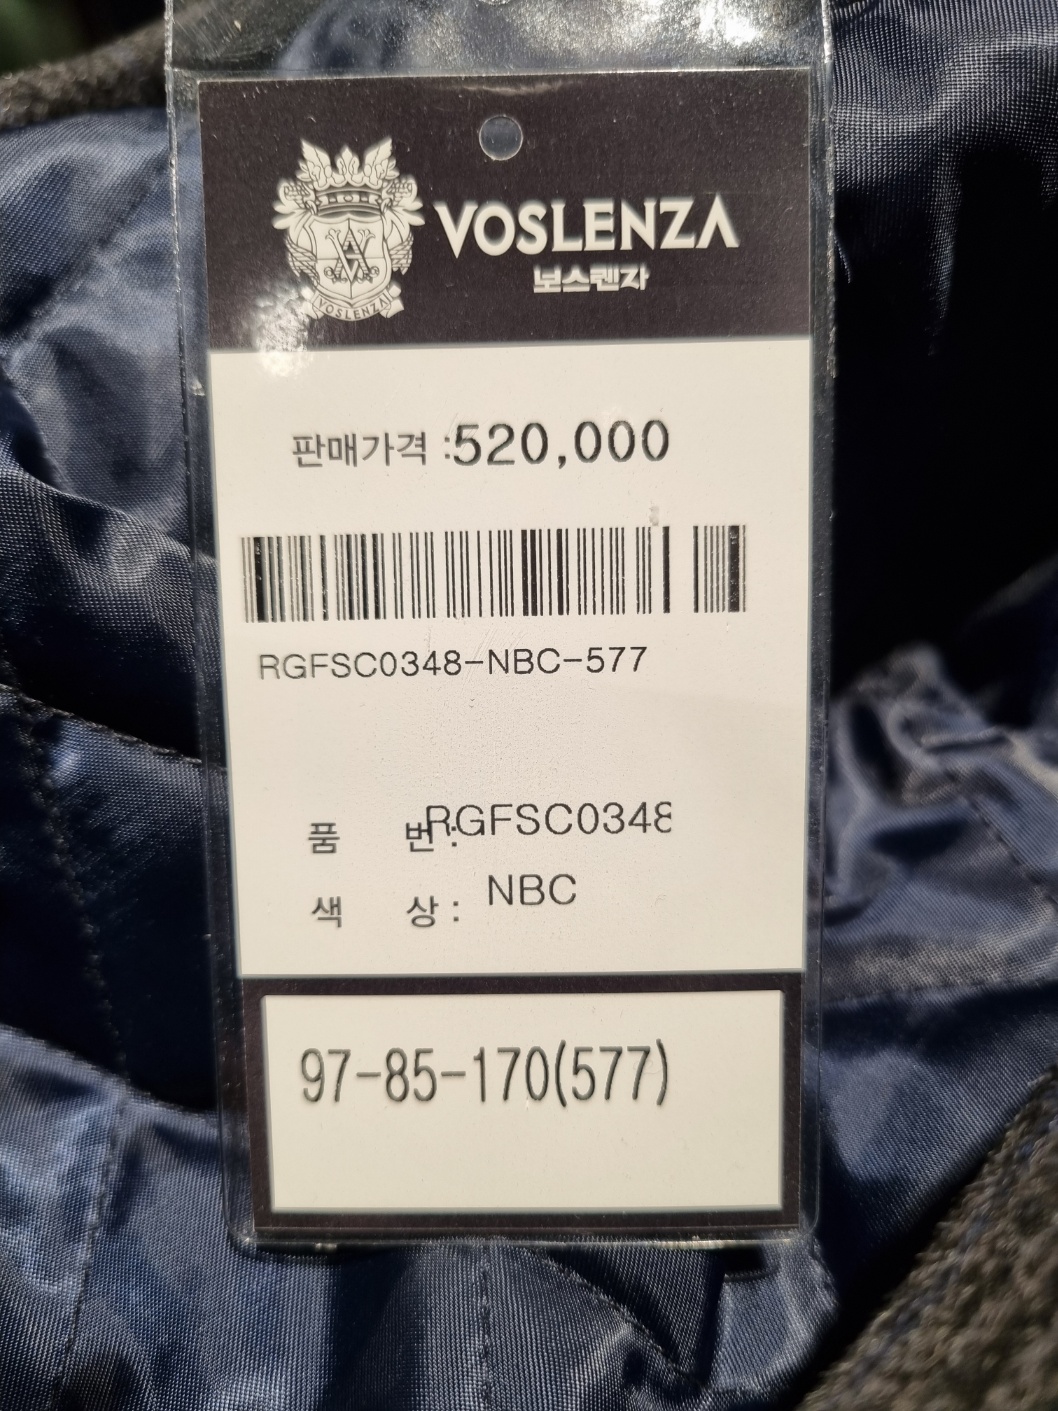 VOSLENZA
보스렌자
VOSLENZA
판매가격 :520,000
RGFSC0348-NBC-577
품 번: RGFSC0348
색 상: NBC
97-85-170(577)